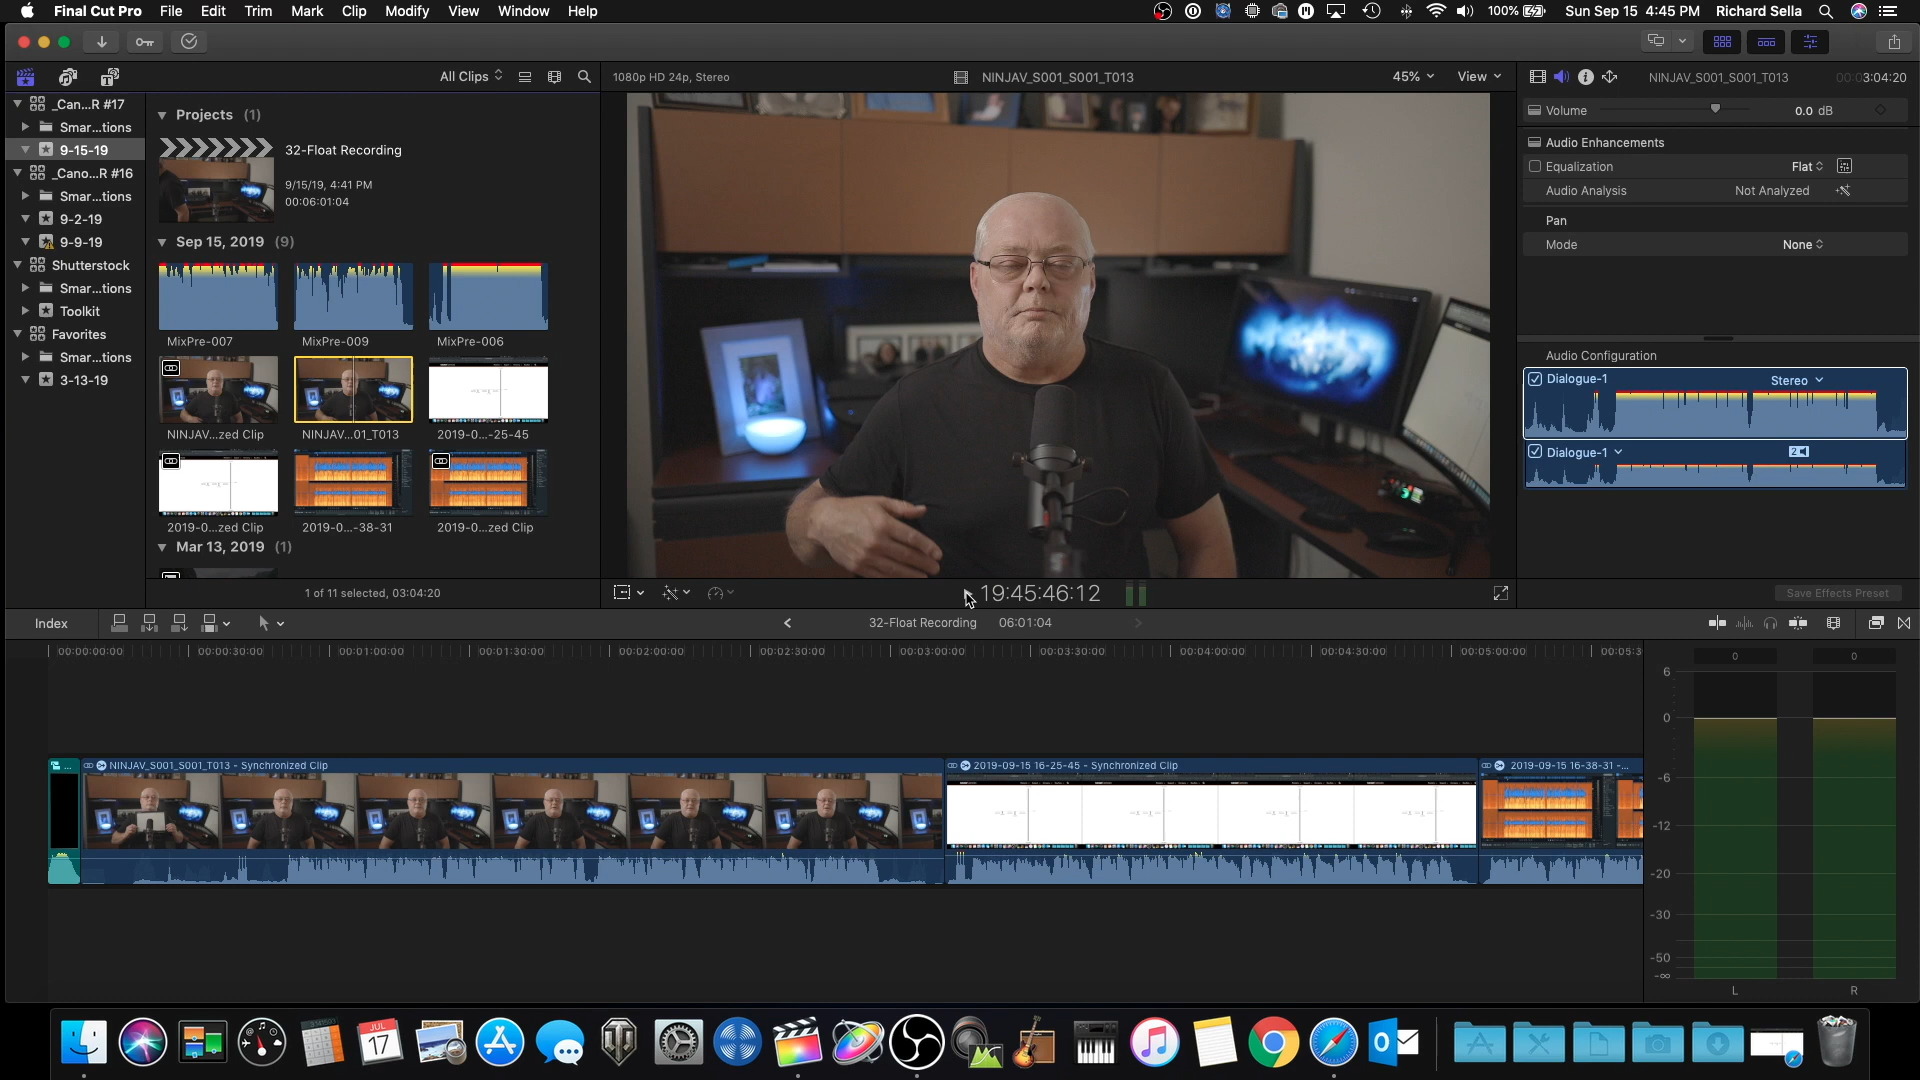 Final Cut Pro File Edit Trim Mark Clip Modify View Window Help 100% Sun Sep 15 4:45 PM Richard Sella
All Clips
1080p HD 24p, Stereo
NINJAV_S001_S001_T013
45% View
NINJAV_S001_S001_T013
00:03:04:20
_Can...R #17
Smar...tions
9-15-19
_Cano...R #16
Smar...tions
9-2-19
9-9-19
Shutterstock
Smar...tions
Toolkit
Favorites
Smar...tions
3-13-19
Projects (1)
32-Float Recording
9/15/19, 4:41 PM
00:06:01:04
Sep 15, 2019 (9)
MixPre-007
MixPre-009
MixPre-006
NINJAV...zed Clip
NINJAV...01_T013
2019-0...-25-45
2019-0...zed Clip
2019-0...-38-31
2019-0...zed Clip
Mar 13, 2019 (1)
1 of 11 selected, 03:04:20
19:45:46:12
Volume 0.0 dB
Audio Enhancements
Equalization Flat
Audio Analysis Not Analyzed
Pan
Mode None
Audio Configuration
Dialogue-1 Stereo
Dialogue-1 2
Save Effects Preset
Index
32-Float Recording 06:01:04
00:00:00:00 00:00:30:00 00:01:00:00 00:01:30:00 00:02:00:00 00:02:30:00 00:03:00:00 00:03:30:00 00:04:00:00 00:04:30:00 00:05:00:00 00:05:3
...
NINJAV_S001_S001_T013 - Synchronized Clip
2019-09-15 16-25-45 - Synchronized Clip
2019-09-15 16-38-31 -...
0 0
6
0
-6
-12
-20
-30
-50
-∞
L R
JUL
17